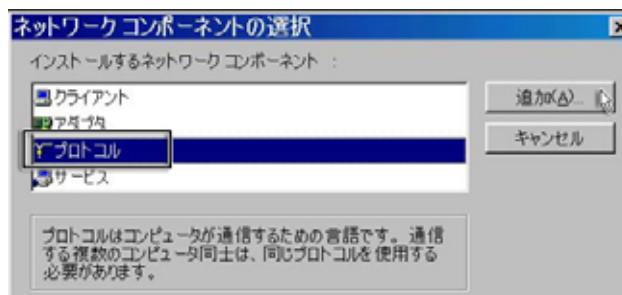 ネットワーク コンポーネントの選択
インストールするネットワーク コンポーネント :
クライアント
アダプタ
プロトコル
サービス
追加(A)...
キャンセル
プロトコルはコンピュータが通信するための言語です。通信
する複数のコンピュータ同士は、同じプロトコルを使用する
必要があります。